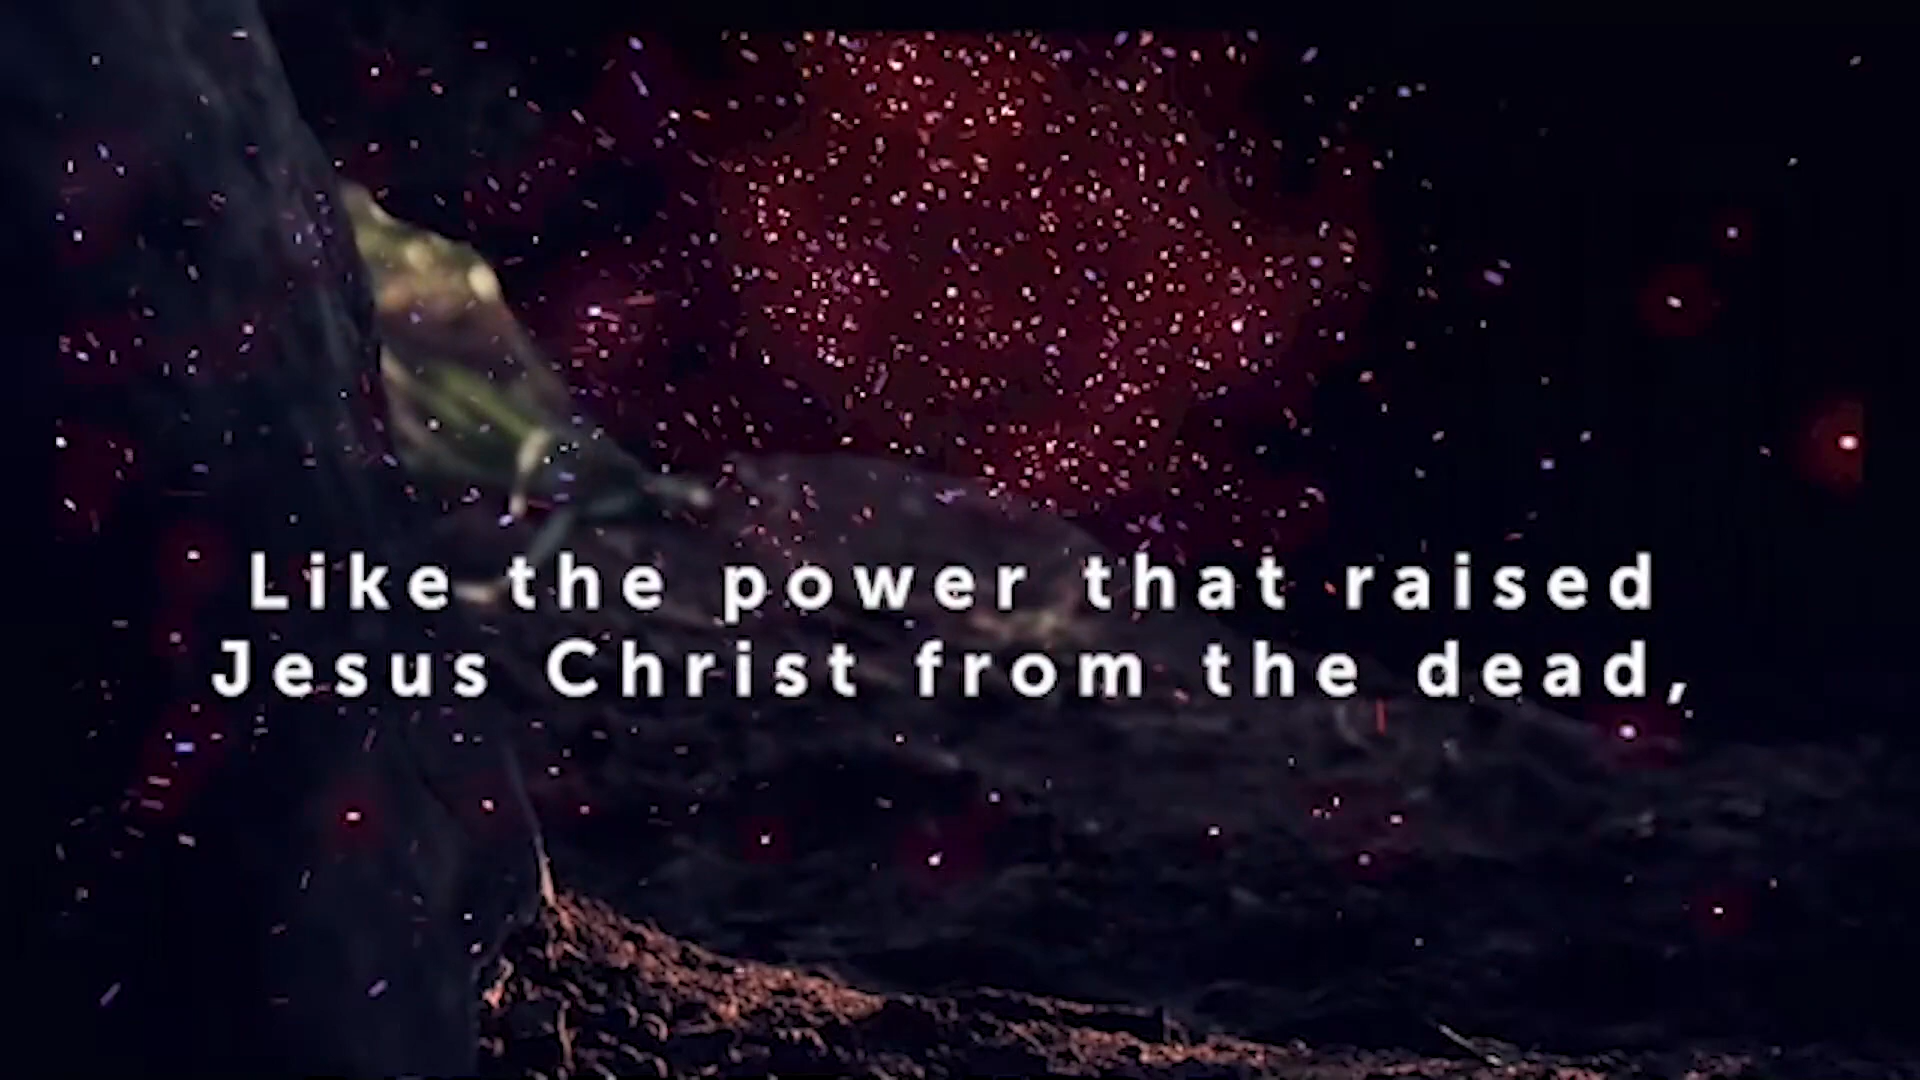 Like the power that raised
Jesus Christ from the dead,